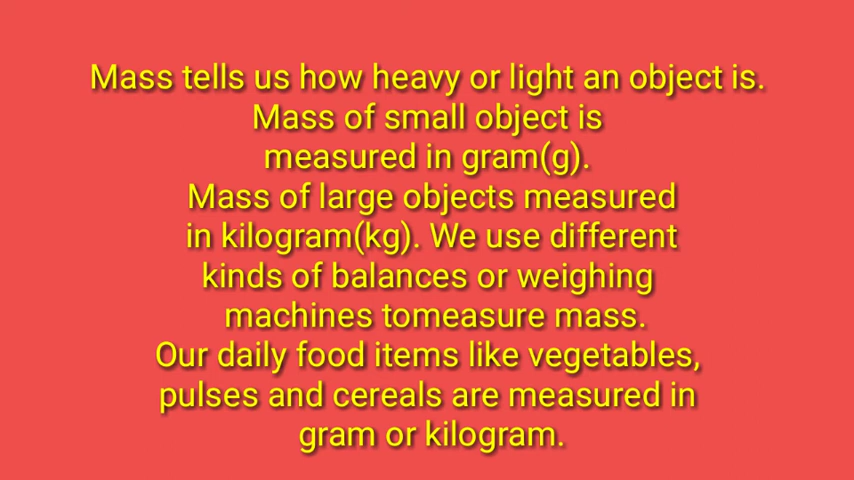 Mass tells us how heavy or light an object is.
Mass of small object is
measured in gram(g).
Mass of large objects measured
in kilogram(kg). We use different
kinds of balances or weighing
machines tomeasure mass.
Our daily food items like vegetables,
pulses and cereals are measured in
gram or kilogram.